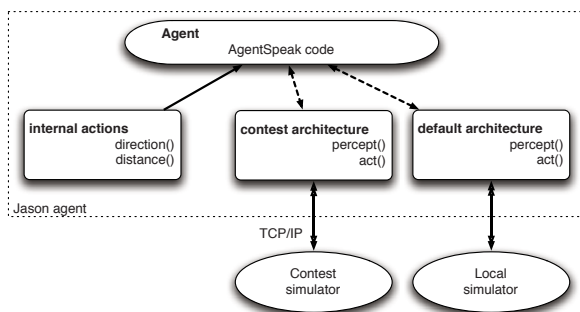 Agent
AgentSpeak code
internal actions
direction()
distance()
contest architecture
percept()
act()
default architecture
percept()
act()
Jason agent
TCP/IP
Contest
simulator
Local
simulator